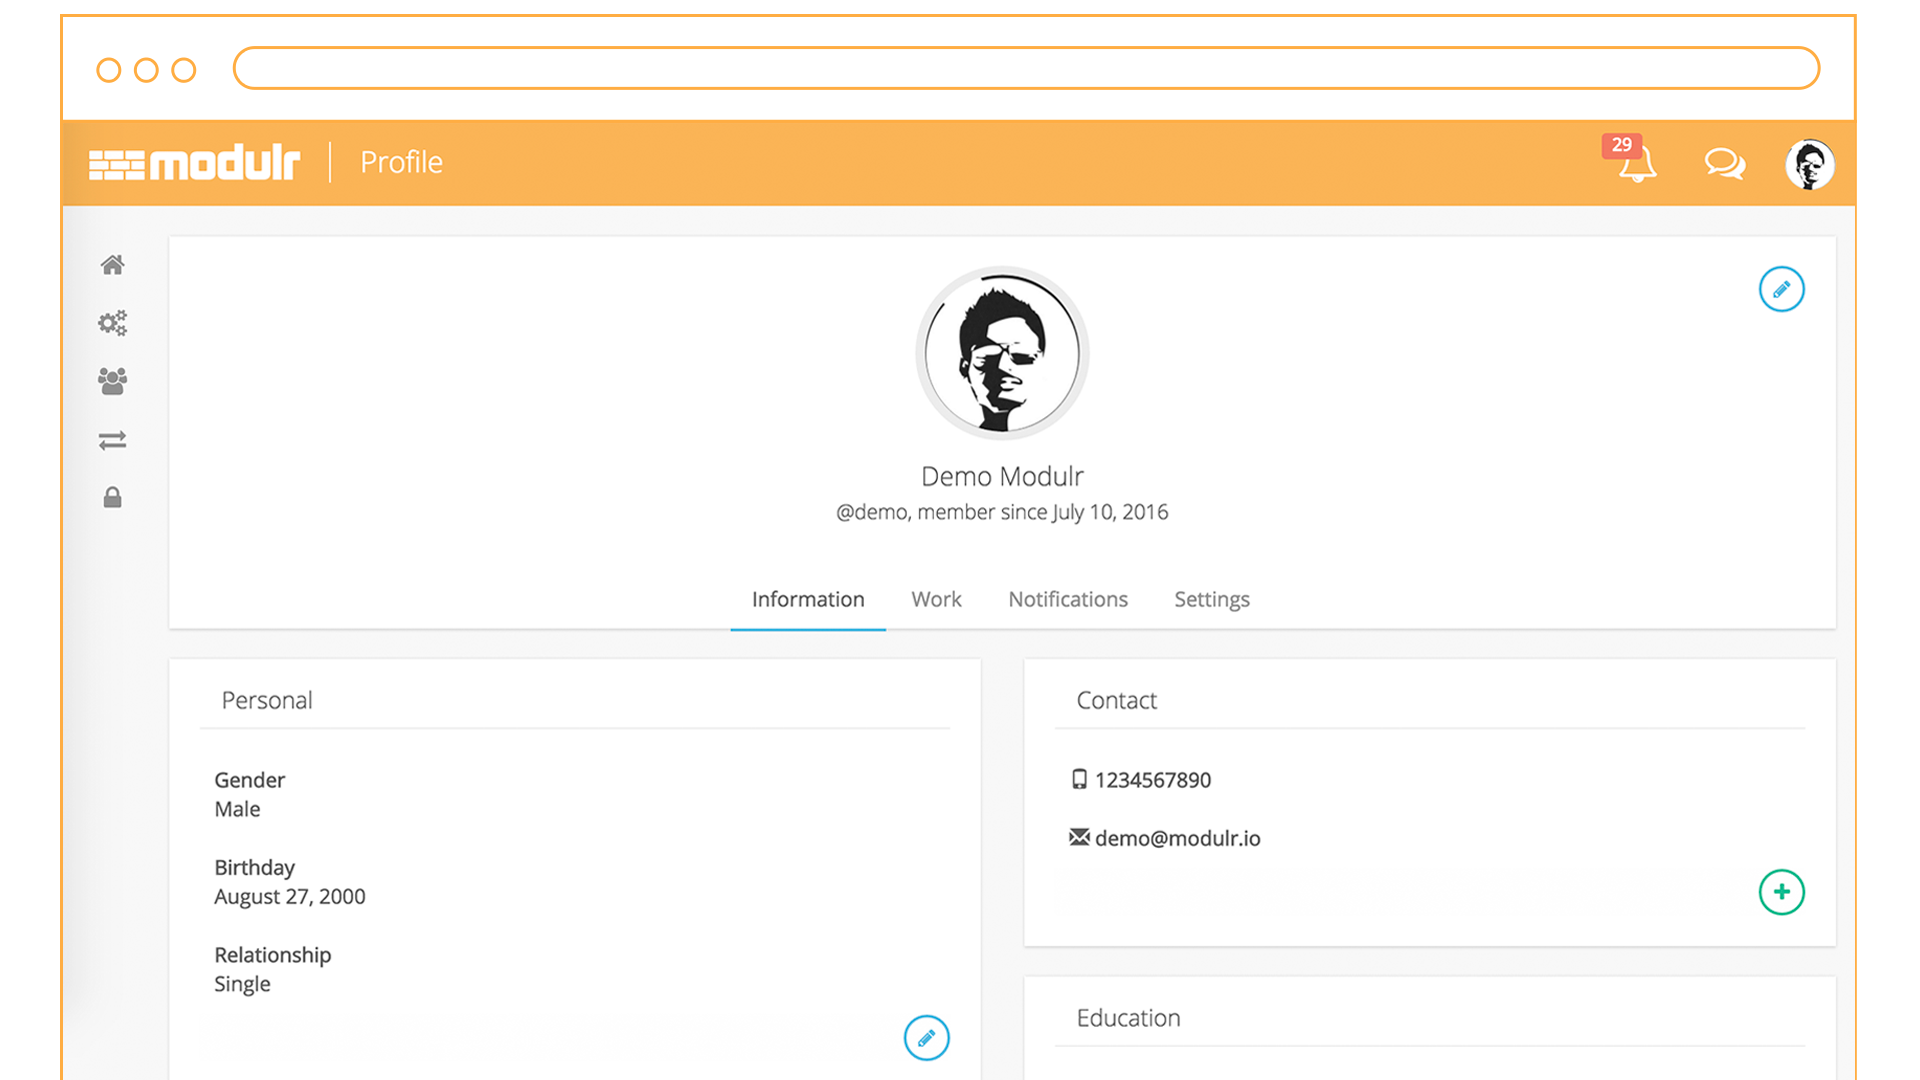 modulr
Profile
29
Demo Modulr
@demo, member since July 10, 2016
Information Work Notifications Settings
Personal
Gender
Male
Birthday
August 27, 2000
Relationship
Single
Contact
1234567890
demo@modulr.io
Education